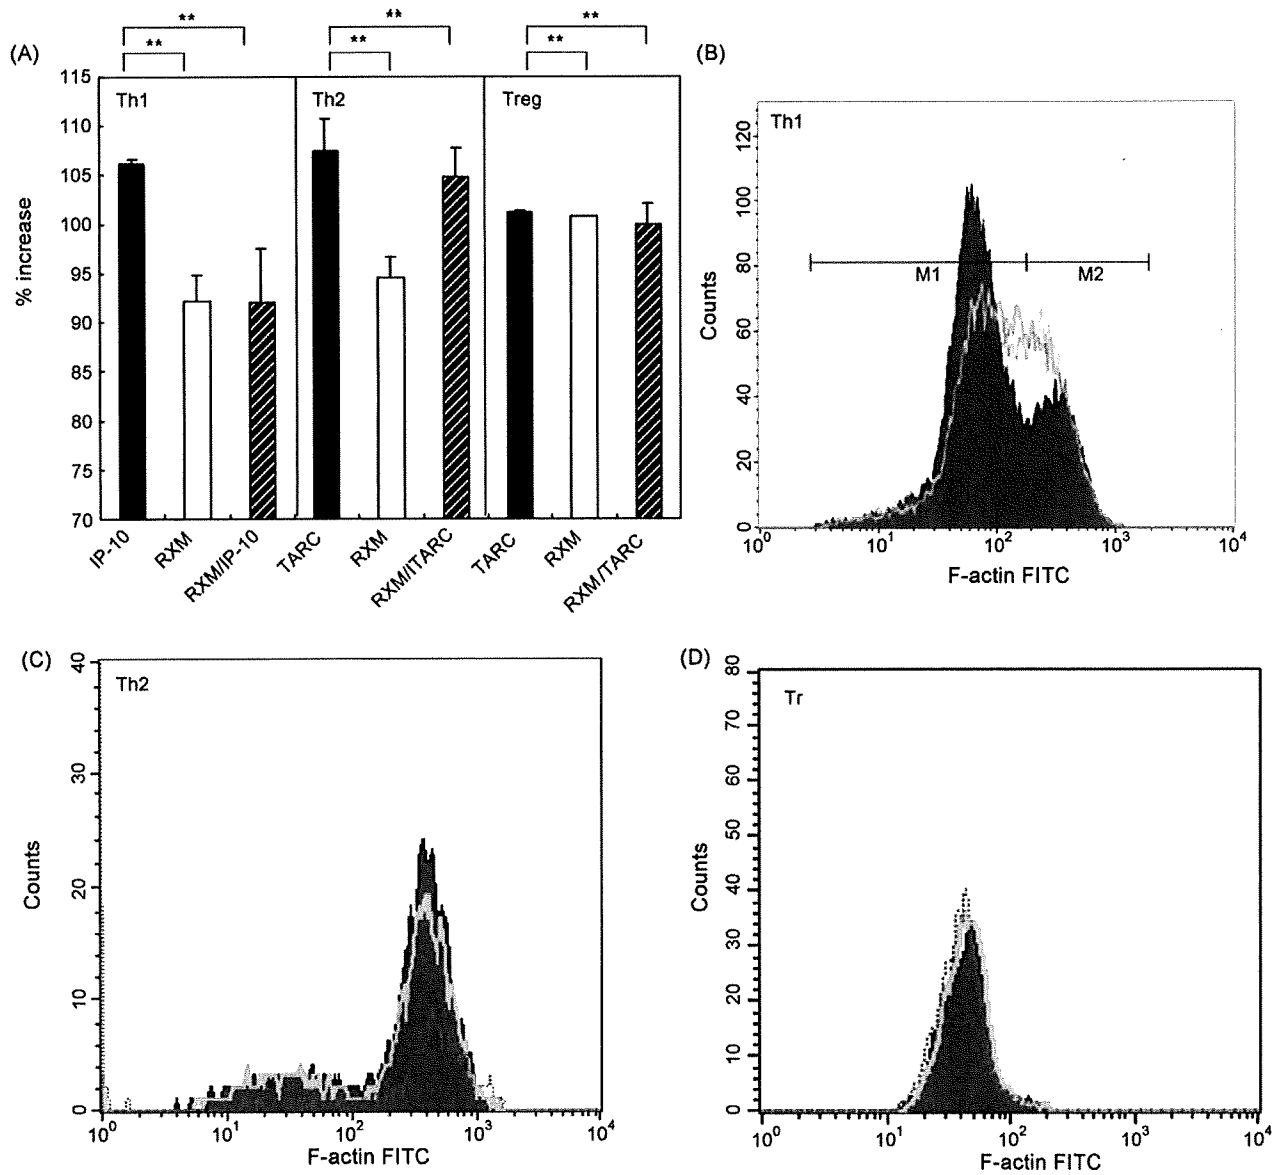 (A)
** ** **
** ** **
% increase
115
110
105
100
95
90
85
80
75
70
Th1 Th2 Treg
IP-10 RXM RXM/IP-10 TARC RXM RXM/ITARC TARC RXM RXM/TARC
(B)
Th1
Counts
120
100
80
60
40
20
0
M1 M2
10⁰ 10¹ 10² 10³ 10⁴
F-actin FITC
(C)
Th2
Counts
40
30
20
10
0
10⁰ 10¹ 10² 10³ 10⁴
F-actin FITC
(D)
Tr
Counts
80
70
60
50
40
30
20
10
0
10⁰ 10¹ 10² 10³ 10⁴
F-actin FITC